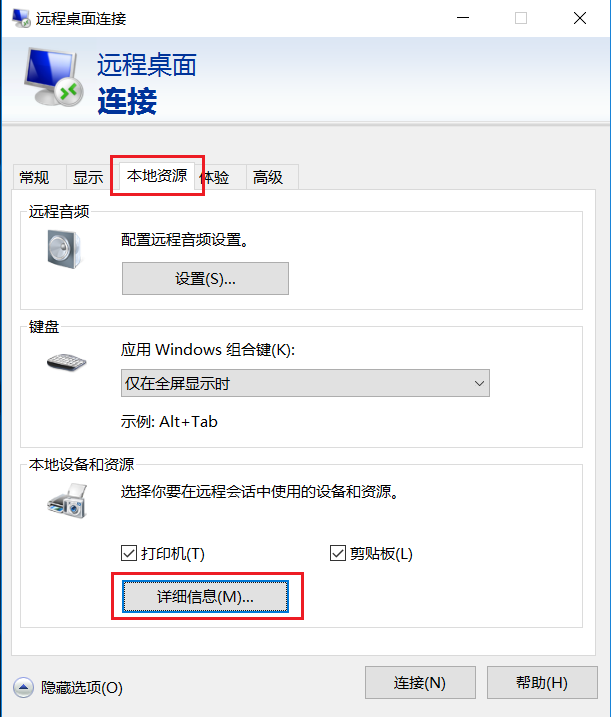 远程桌面连接
远程桌面
连接
常规 显示 本地资源 体验 高级
远程音频
配置远程音频设置。
设置(S)...
键盘
应用 Windows 组合键(K):
仅在全屏显示时
示例: Alt+Tab
本地设备和资源
选择你要在远程会话中使用的设备和资源。
打印机(T) 剪贴板(L)
详细信息(M)...
隐藏选项(O) 连接(N) 帮助(H)